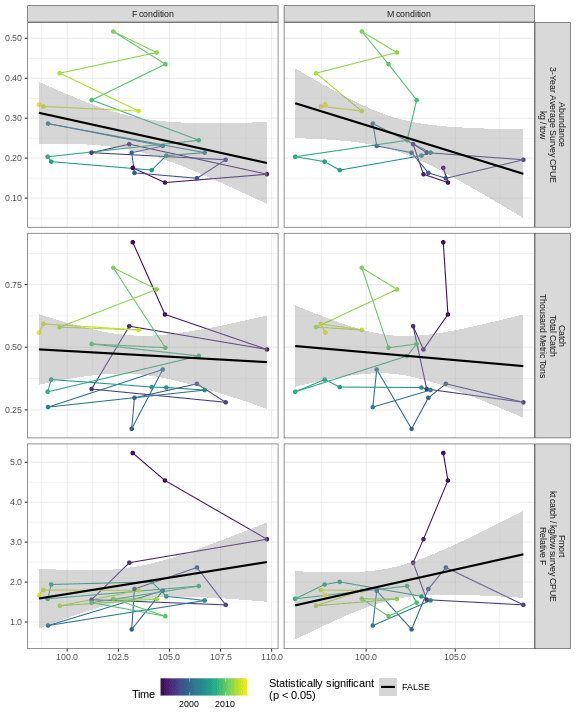 F condition
M condition
0.50
0.40
0.30
0.20
0.10
Abundance
3-Year Average Survey CPUE
kg / tow
0.75
0.50
0.25
Catch
Total Catch
Thousand Metric Tons
5.0
4.0
3.0
2.0
1.0
Fmort
kt catch / kg/tow survey CPUE
Relative F
100.0 102.5 105.0 107.5 110.0
100.0 105.0
Time
2000 2010
Statistically significant
(p < 0.05)
FALSE